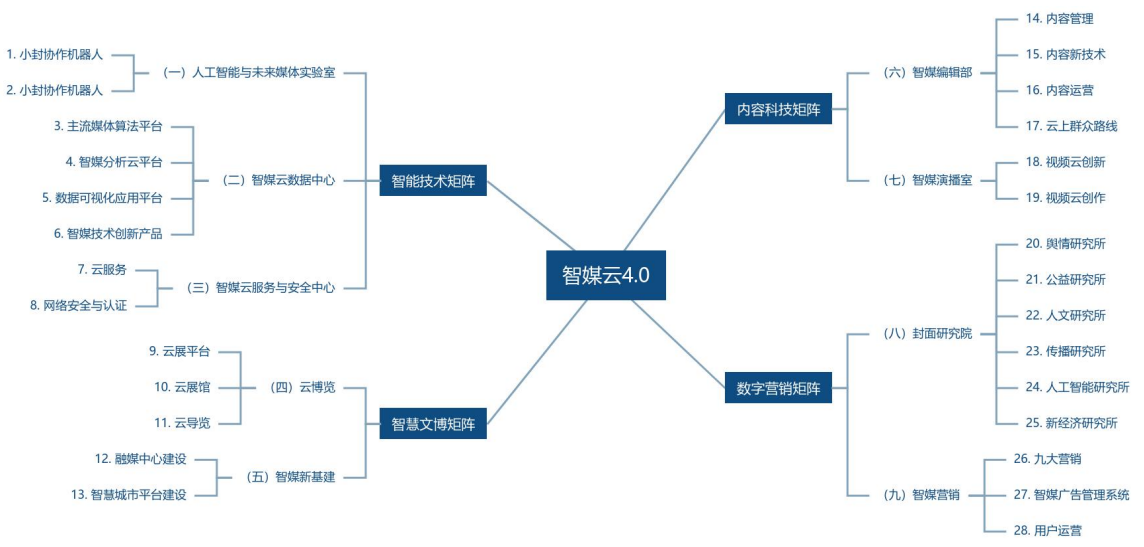 智媒云4.0
智能技术矩阵
（一）人工智能与未来媒体实验室
1. 小封协作机器人
2. 小封协作机器人
（二）智媒云数据中心
3. 主流媒体算法平台
4. 智媒分析云平台
5. 数据可视化应用平台
6. 智媒技术创新产品
（三）智媒云服务与安全中心
7. 云服务
8. 网络安全与认证
智慧文博矩阵
（四）云博览
9. 云展平台
10. 云展馆
11. 云导览
（五）智媒新基建
12. 融媒中心建设
13. 智慧城市平台建设
内容科技矩阵
（六）智媒编辑部
14. 内容管理
15. 内容新技术
16. 内容运营
17. 云上群众路线
（七）智媒演播室
18. 视频云创新
19. 视频云创作
数字营销矩阵
（八）封面研究院
20. 舆情研究所
21. 公益研究所
22. 人文研究所
23. 传播研究所
24. 人工智能研究所
25. 新经济研究所
（九）智媒营销
26. 九大营销
27. 智媒广告管理系统
28. 用户运营